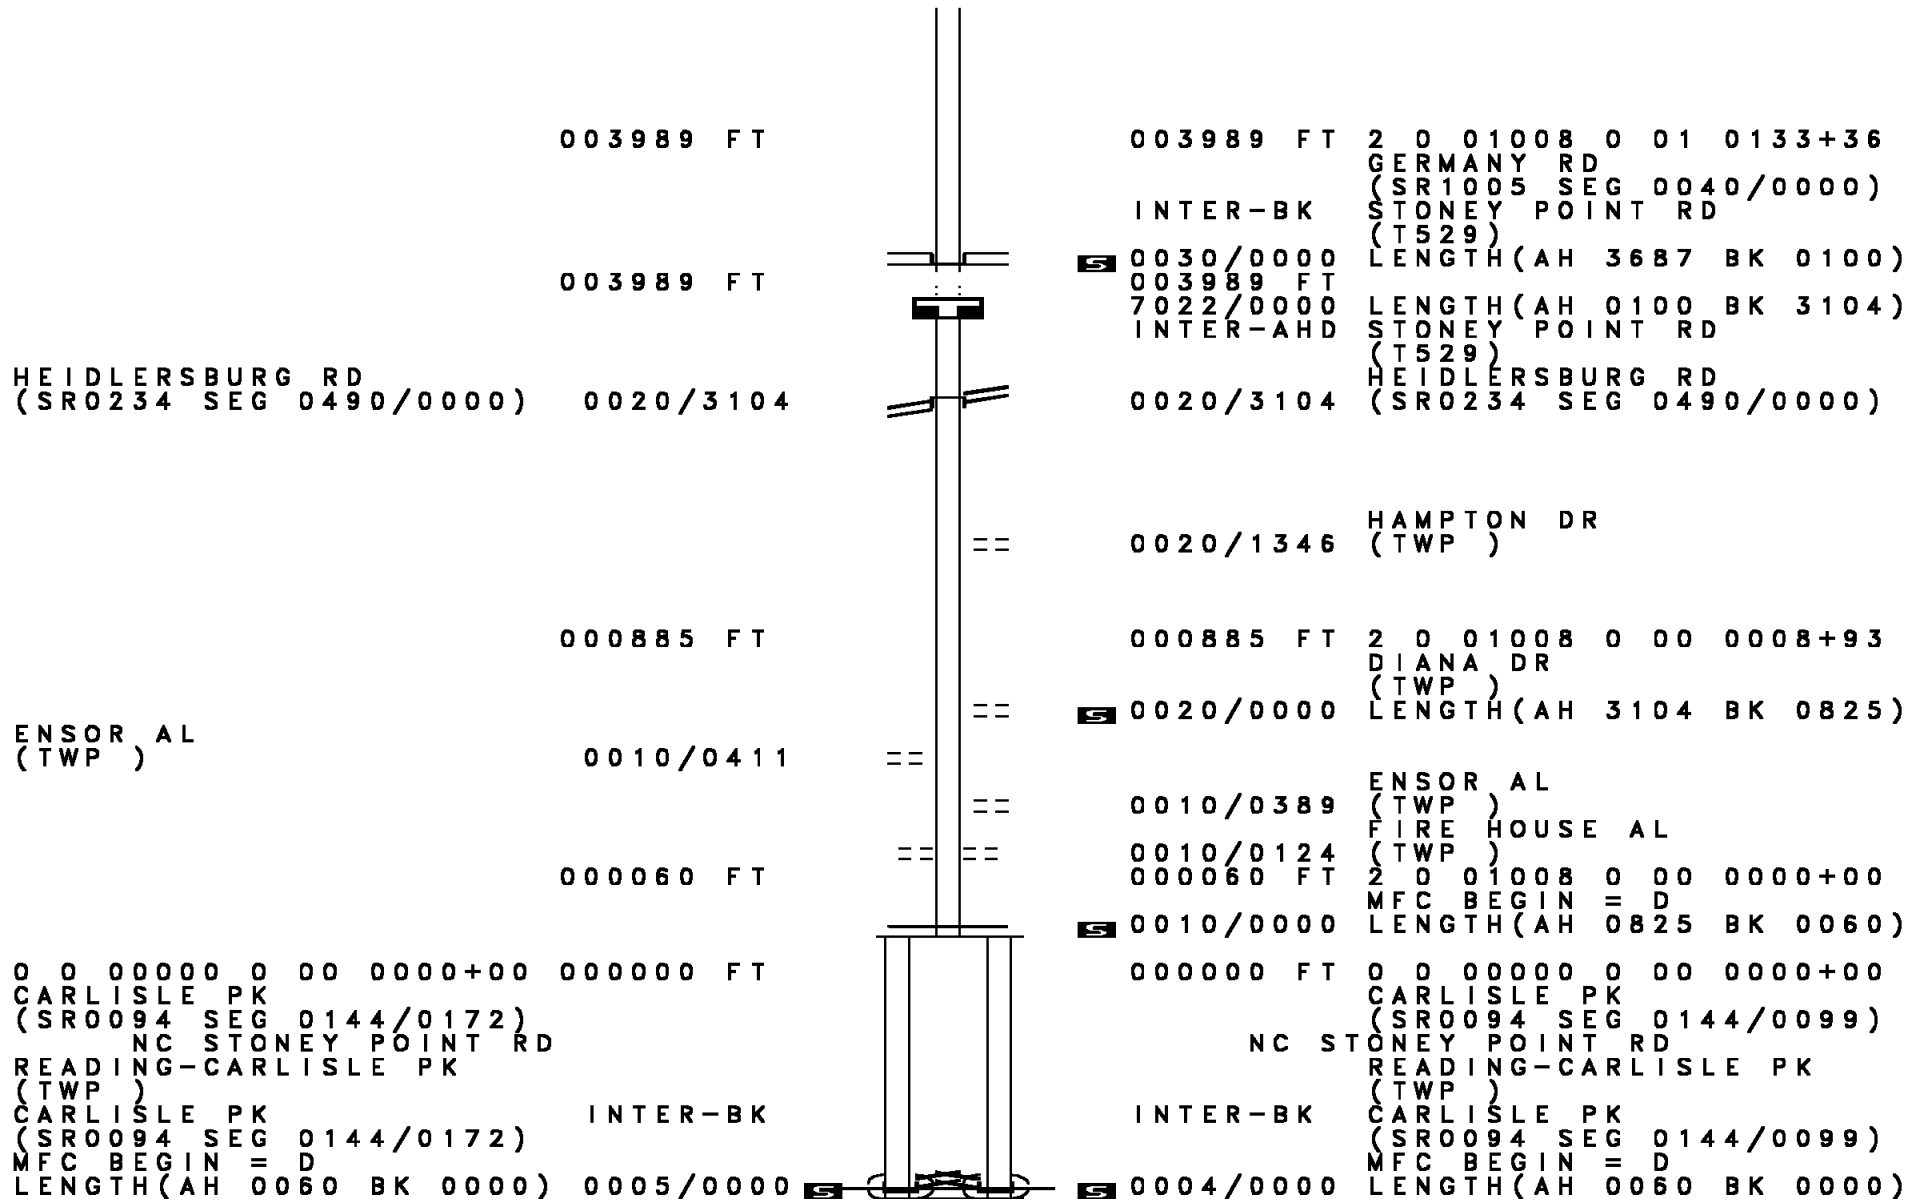 003989 FT 003989 FT 2 0 01008 0 01 0133+36
GERMANY RD
(SR1005 SEG 0040/0000)
INTER-BK STONEY POINT RD
(T529)
S 0030/0000 LENGTH(AH 3687 BK 0100)
003989 FT 003989 FT
7022/0000 LENGTH(AH 0100 BK 3104)
INTER-AHD STONEY POINT RD
(T529)
HEIDLERSBURG RD HEIDLERSBURG RD
(SR0234 SEG 0490/0000) 0020/3104 0020/3104 (SR0234 SEG 0490/0000)
HAMPTON DR
0020/1346 (TWP )
000885 FT 000885 FT 2 0 01008 0 00 0008+93
DIANA DR
(TWP )
S 0020/0000 LENGTH(AH 3104 BK 0825)
ENSOR AL
(TWP ) 0010/0411
ENSOR AL
0010/0389 (TWP )
FIRE HOUSE AL
0010/0124 (TWP )
000060 FT 000060 FT 2 0 01008 0 00 0000+00
MFC BEGIN = D
S 0010/0000 LENGTH(AH 0825 BK 0060)
0 0 00000 0 00 0000+00 000000 FT 000000 FT 0 0 00000 0 00 0000+00
CARLISLE PK CARLISLE PK
(SR0094 SEG 0144/0172) (SR0094 SEG 0144/0099)
NC STONEY POINT RD NC STONEY POINT RD
READING-CARLISLE PK READING-CARLISLE PK
(TWP ) (TWP )
CARLISLE PK INTER-BK INTER-BK CARLISLE PK
(SR0094 SEG 0144/0172) (SR0094 SEG 0144/0099)
MFC BEGIN = D MFC BEGIN = D
LENGTH(AH 0060 BK 0000) 0005/0000 S S 0004/0000 LENGTH(AH 0060 BK 0000)